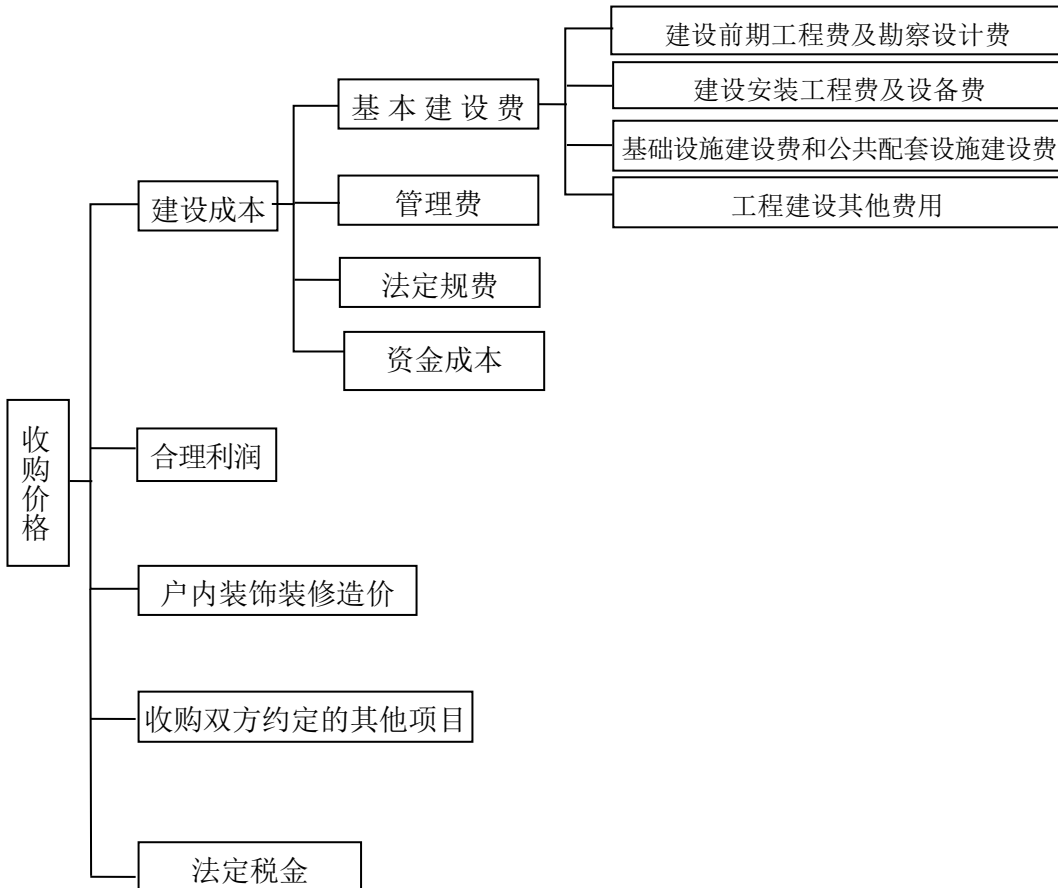 建设前期工程费及勘察设计费
建设安装工程费及设备费
基本建设费
基础设施建设费和公共配套设施建设费
工程建设其他费用
建设成本
管理费
法定规费
资金成本
收购价格
合理利润
户内装饰装修造价
收购双方约定的其他项目
法定税金